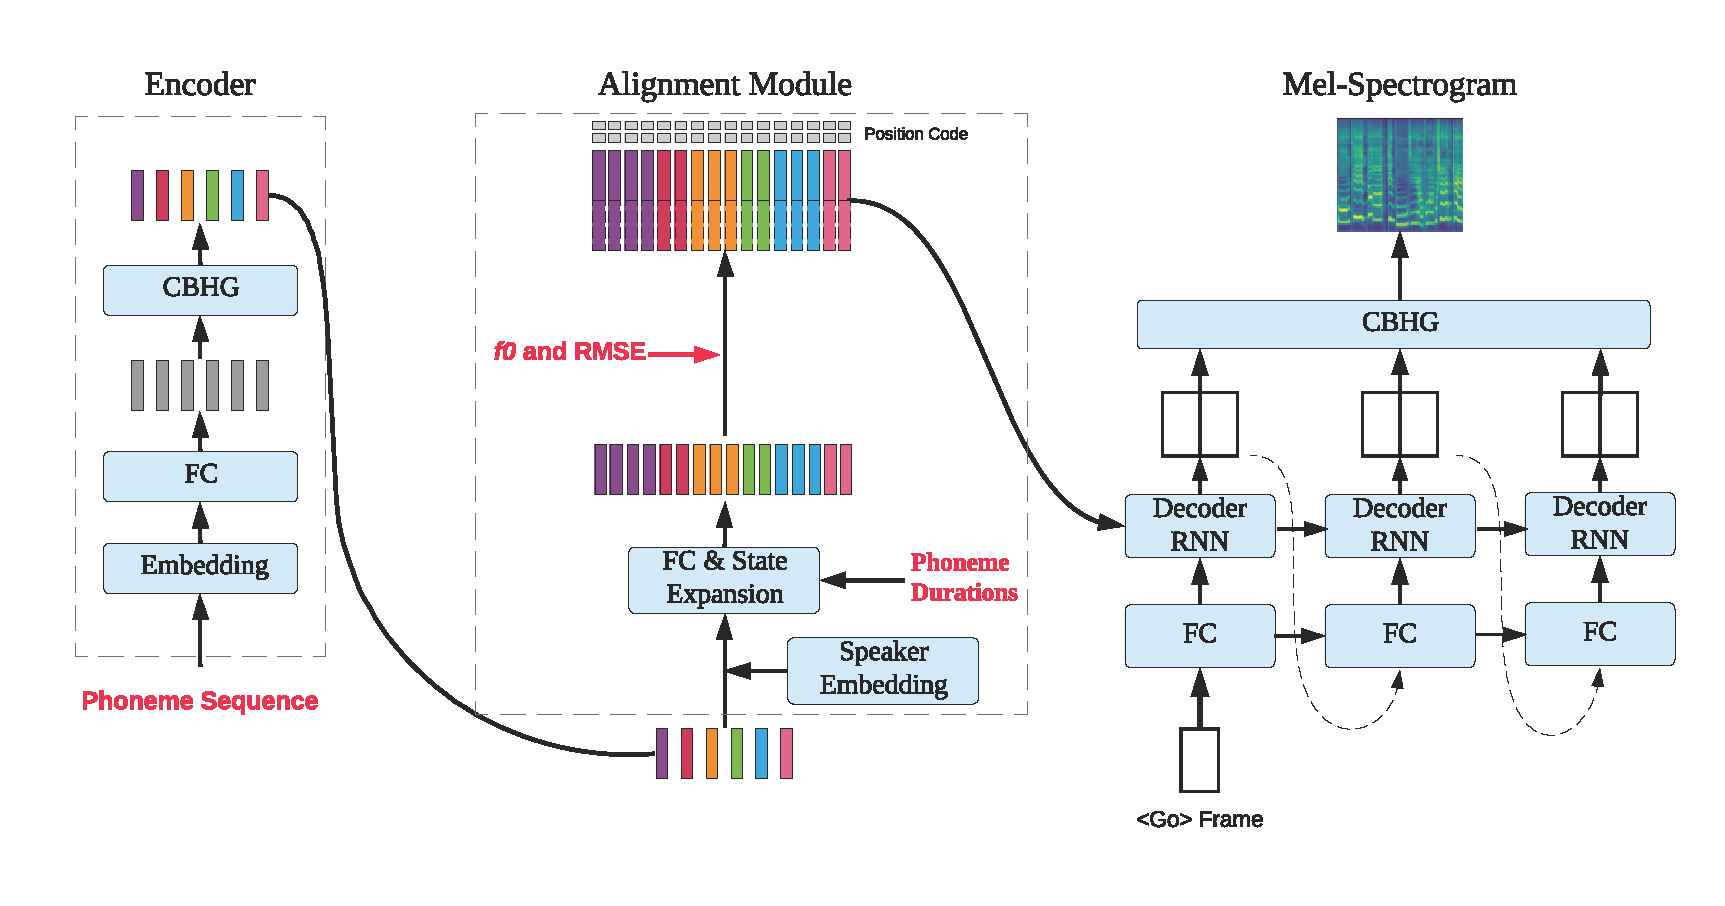 Encoder
CBHG
FC
Embedding
Phoneme Sequence
Alignment Module
Position Code
f0 and RMSE
FC & State
Expansion
Phoneme
Durations
Speaker
Embedding
Mel-Spectrogram
CBHG
Decoder
RNN
Decoder
RNN
Decoder
RNN
FC
FC
FC
<Go> Frame